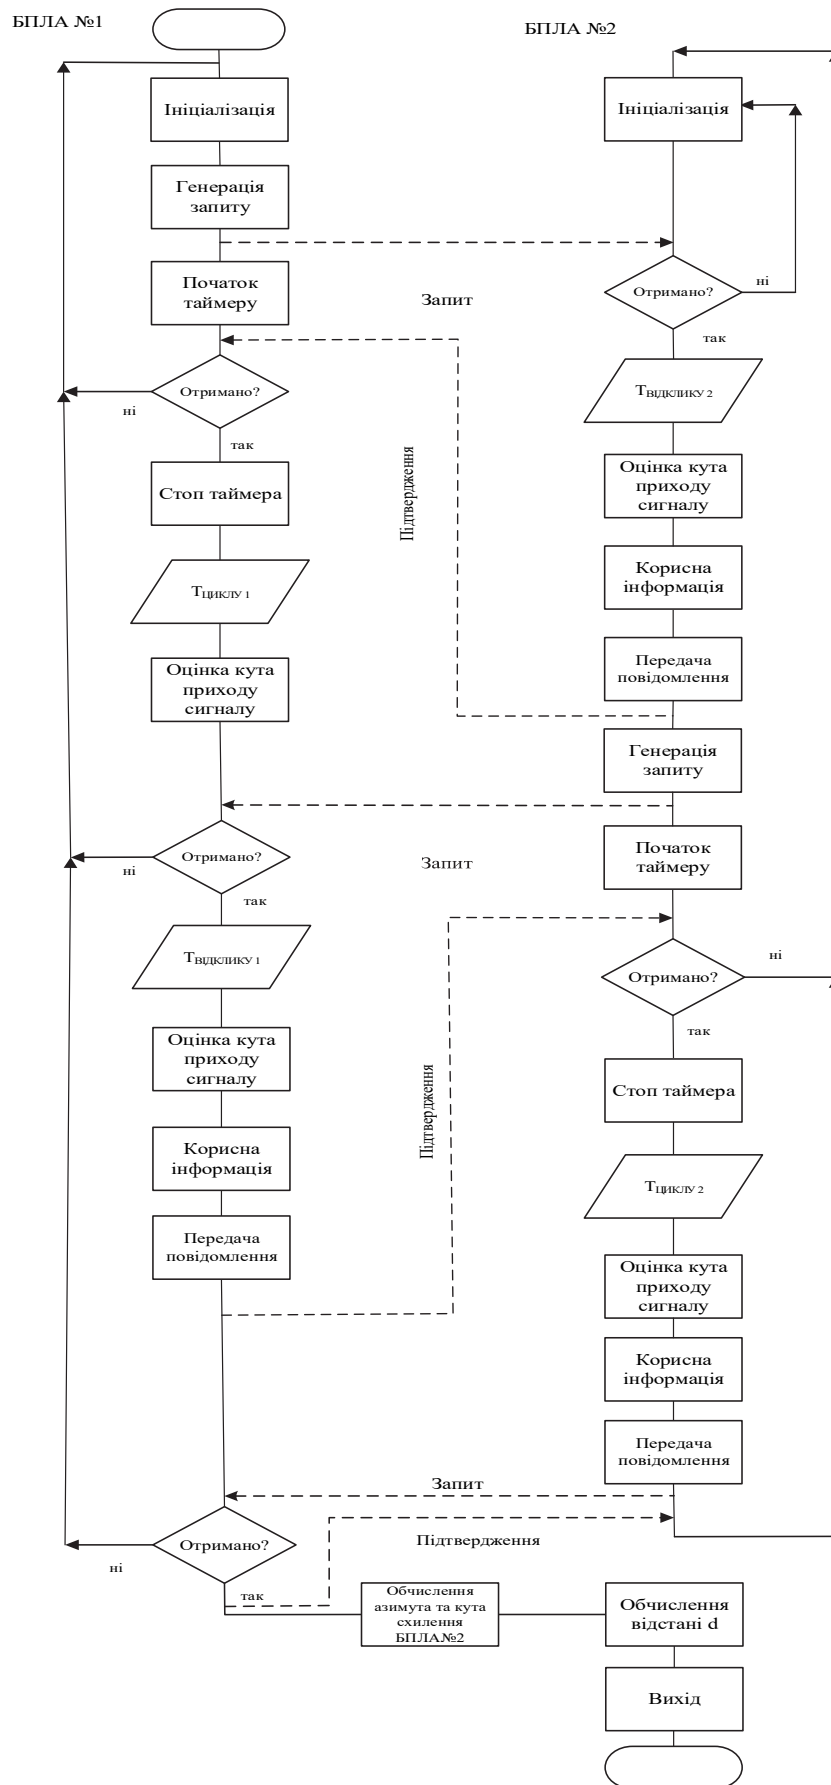 БПЛА №1
Ініціалізація
Генерація
запиту
Початок
таймеру
Отримано?
ні
так
Стоп таймера
ТЦИКЛУ 1
Оцінка кута
приходу
сигналу
Отримано?
ні
так
ТВІДКЛИКУ 1
Оцінка кута
приходу
сигналу
Корисна
інформація
Передача
повідомлення
Отримано?
ні
так
Запит
Підтвердження
Запит
Підтвердження
Запит
Підтвердження
БПЛА №2
Ініціалізація
Отримано?
ні
так
ТВІДКЛИКУ 2
Оцінка кута
приходу
сигналу
Корисна
інформація
Передача
повідомлення
Генерація
запиту
Початок
таймеру
Отримано?
ні
так
Стоп таймера
ТЦИКЛУ 2
Оцінка кута
приходу
сигналу
Корисна
інформація
Передача
повідомлення
Обчислення
азимута та кута
схилення
БПЛА№2
Обчислення
відстані d
Вихід